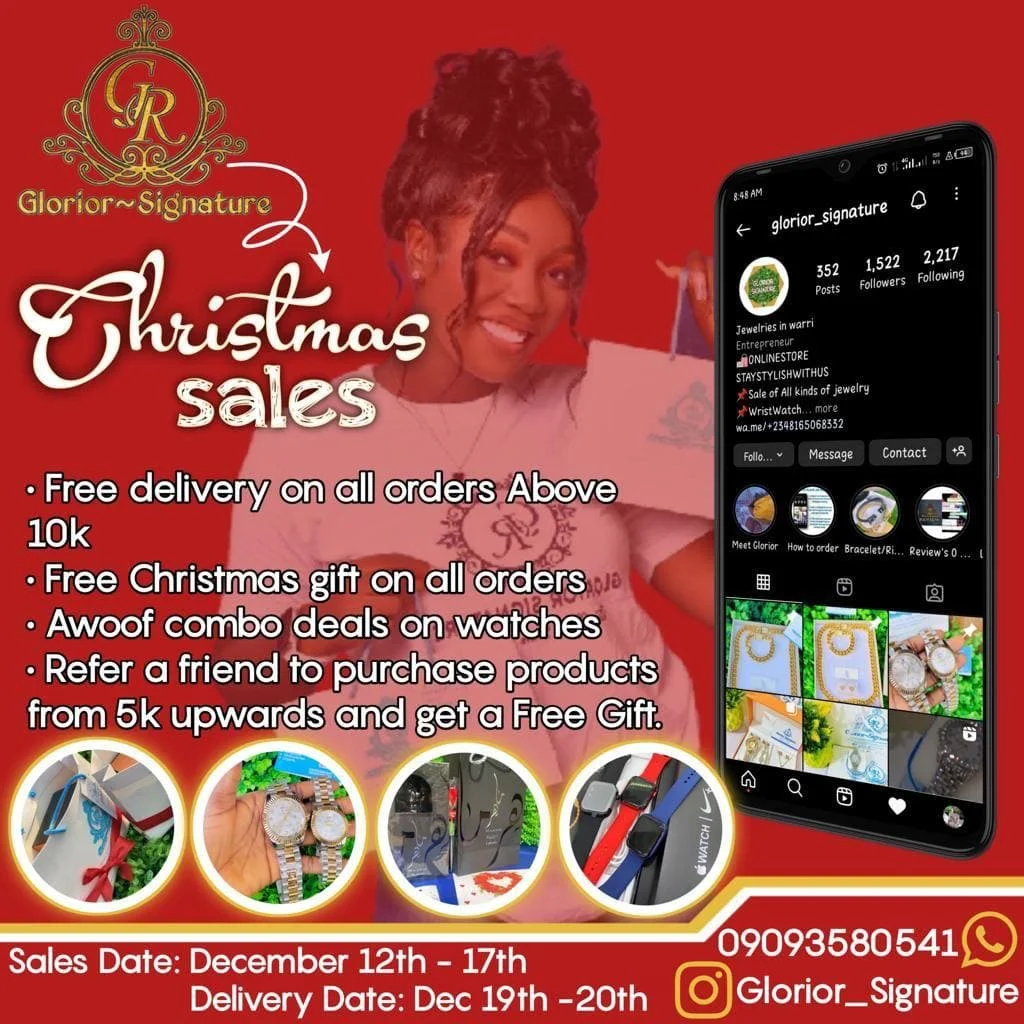 GR
Glorior~Signature
Christmas
sales
· Free delivery on all orders Above
10k
· Free Christmas gift on all orders
· Awoof combo deals on watches
· Refer a friend to purchase products
from 5k upwards and get a Free Gift.
8:48 AM
glorior_signature
352
1,522
2,217
Posts
Followers
Following
GLORIOR
SIGNATURE
Jewelries in warri
Entrepreneur
ONLINESTORE
STAYSTYLISHWITHUS
Sale of All kinds of jewelry
WristWatch... more
wa.me/+2348165068332
Follo...
Message
Contact
Meet Glorior
How to order
Bracelet/Ri...
Review's 0 ...
WATCH
Sales Date: December 12th - 17th
Delivery Date: Dec 19th -20th
09093580541
Glorior_Signature